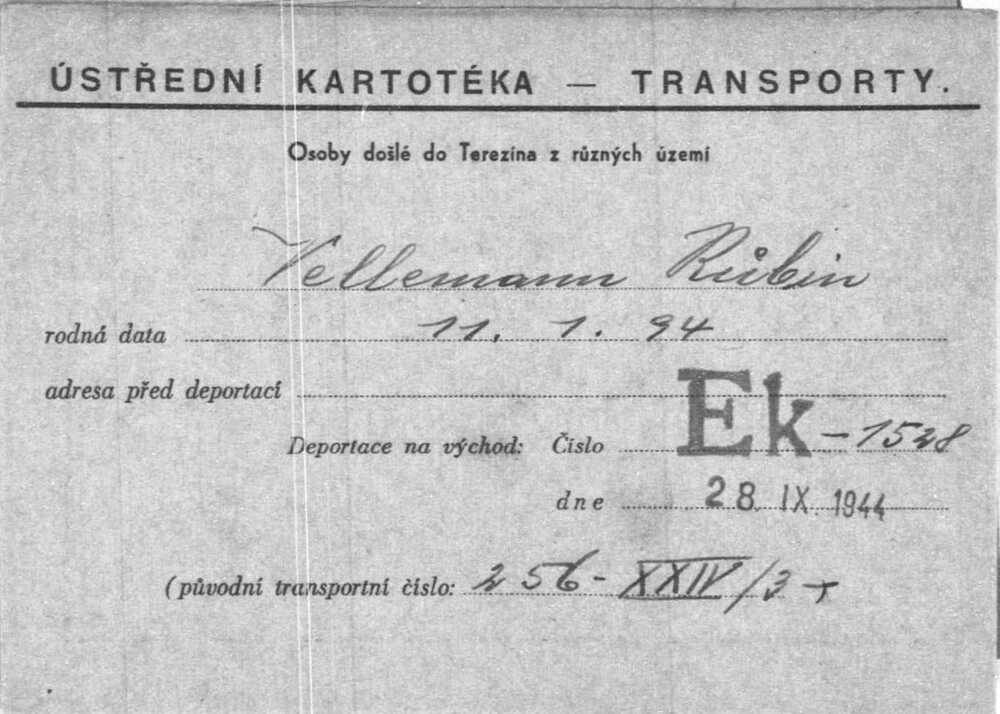 ÚSTŘEDNÍ KARTOTÉKA — TRANSPORTY.
Osoby došlé do Terezína z různých území
Vellemann Rubin
rodná data 11. 1. 94
adresa před deportací
Deportace na východ: Číslo Ek - 1528
dne 28. IX. 1944
(původní transportní číslo: 256 - XXIV/3